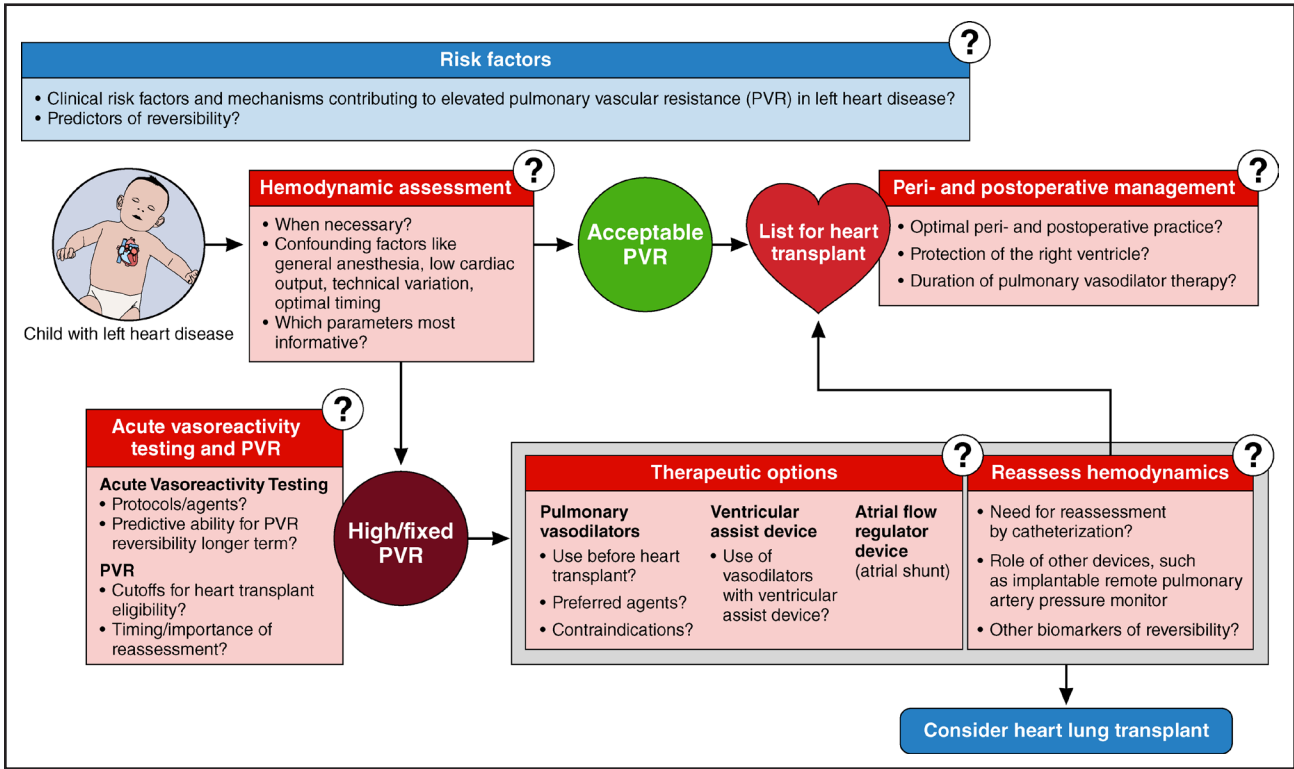 ?
Risk factors
• Clinical risk factors and mechanisms contributing to elevated pulmonary vascular resistance (PVR) in left heart disease?
• Predictors of reversibility?
Child with left heart disease
?
Hemodynamic assessment
• When necessary?
• Confounding factors like
general anesthesia, low cardiac
output, technical variation,
optimal timing
• Which parameters most
informative?
Acceptable
PVR
List for heart
transplant
?
Peri- and postoperative management
• Optimal peri- and postoperative practice?
• Protection of the right ventricle?
• Duration of pulmonary vasodilator therapy?
?
Acute vasoreactivity
testing and PVR
Acute Vasoreactivity Testing
• Protocols/agents?
• Predictive ability for PVR
reversibility longer term?
PVR
• Cutoffs for heart transplant
eligibility?
• Timing/importance of
reassessment?
High/fixed
PVR
?
Therapeutic options
Pulmonary
vasodilators
• Use before heart
transplant?
• Preferred agents?
• Contraindications?
Ventricular
assist device
• Use of
vasodilators
with ventricular
assist device?
Atrial flow
regulator
device
(atrial shunt)
?
Reassess hemodynamics
• Need for reassessment
by catheterization?
• Role of other devices, such
as implantable remote pulmonary
artery pressure monitor
• Other biomarkers of reversibility?
Consider heart lung transplant